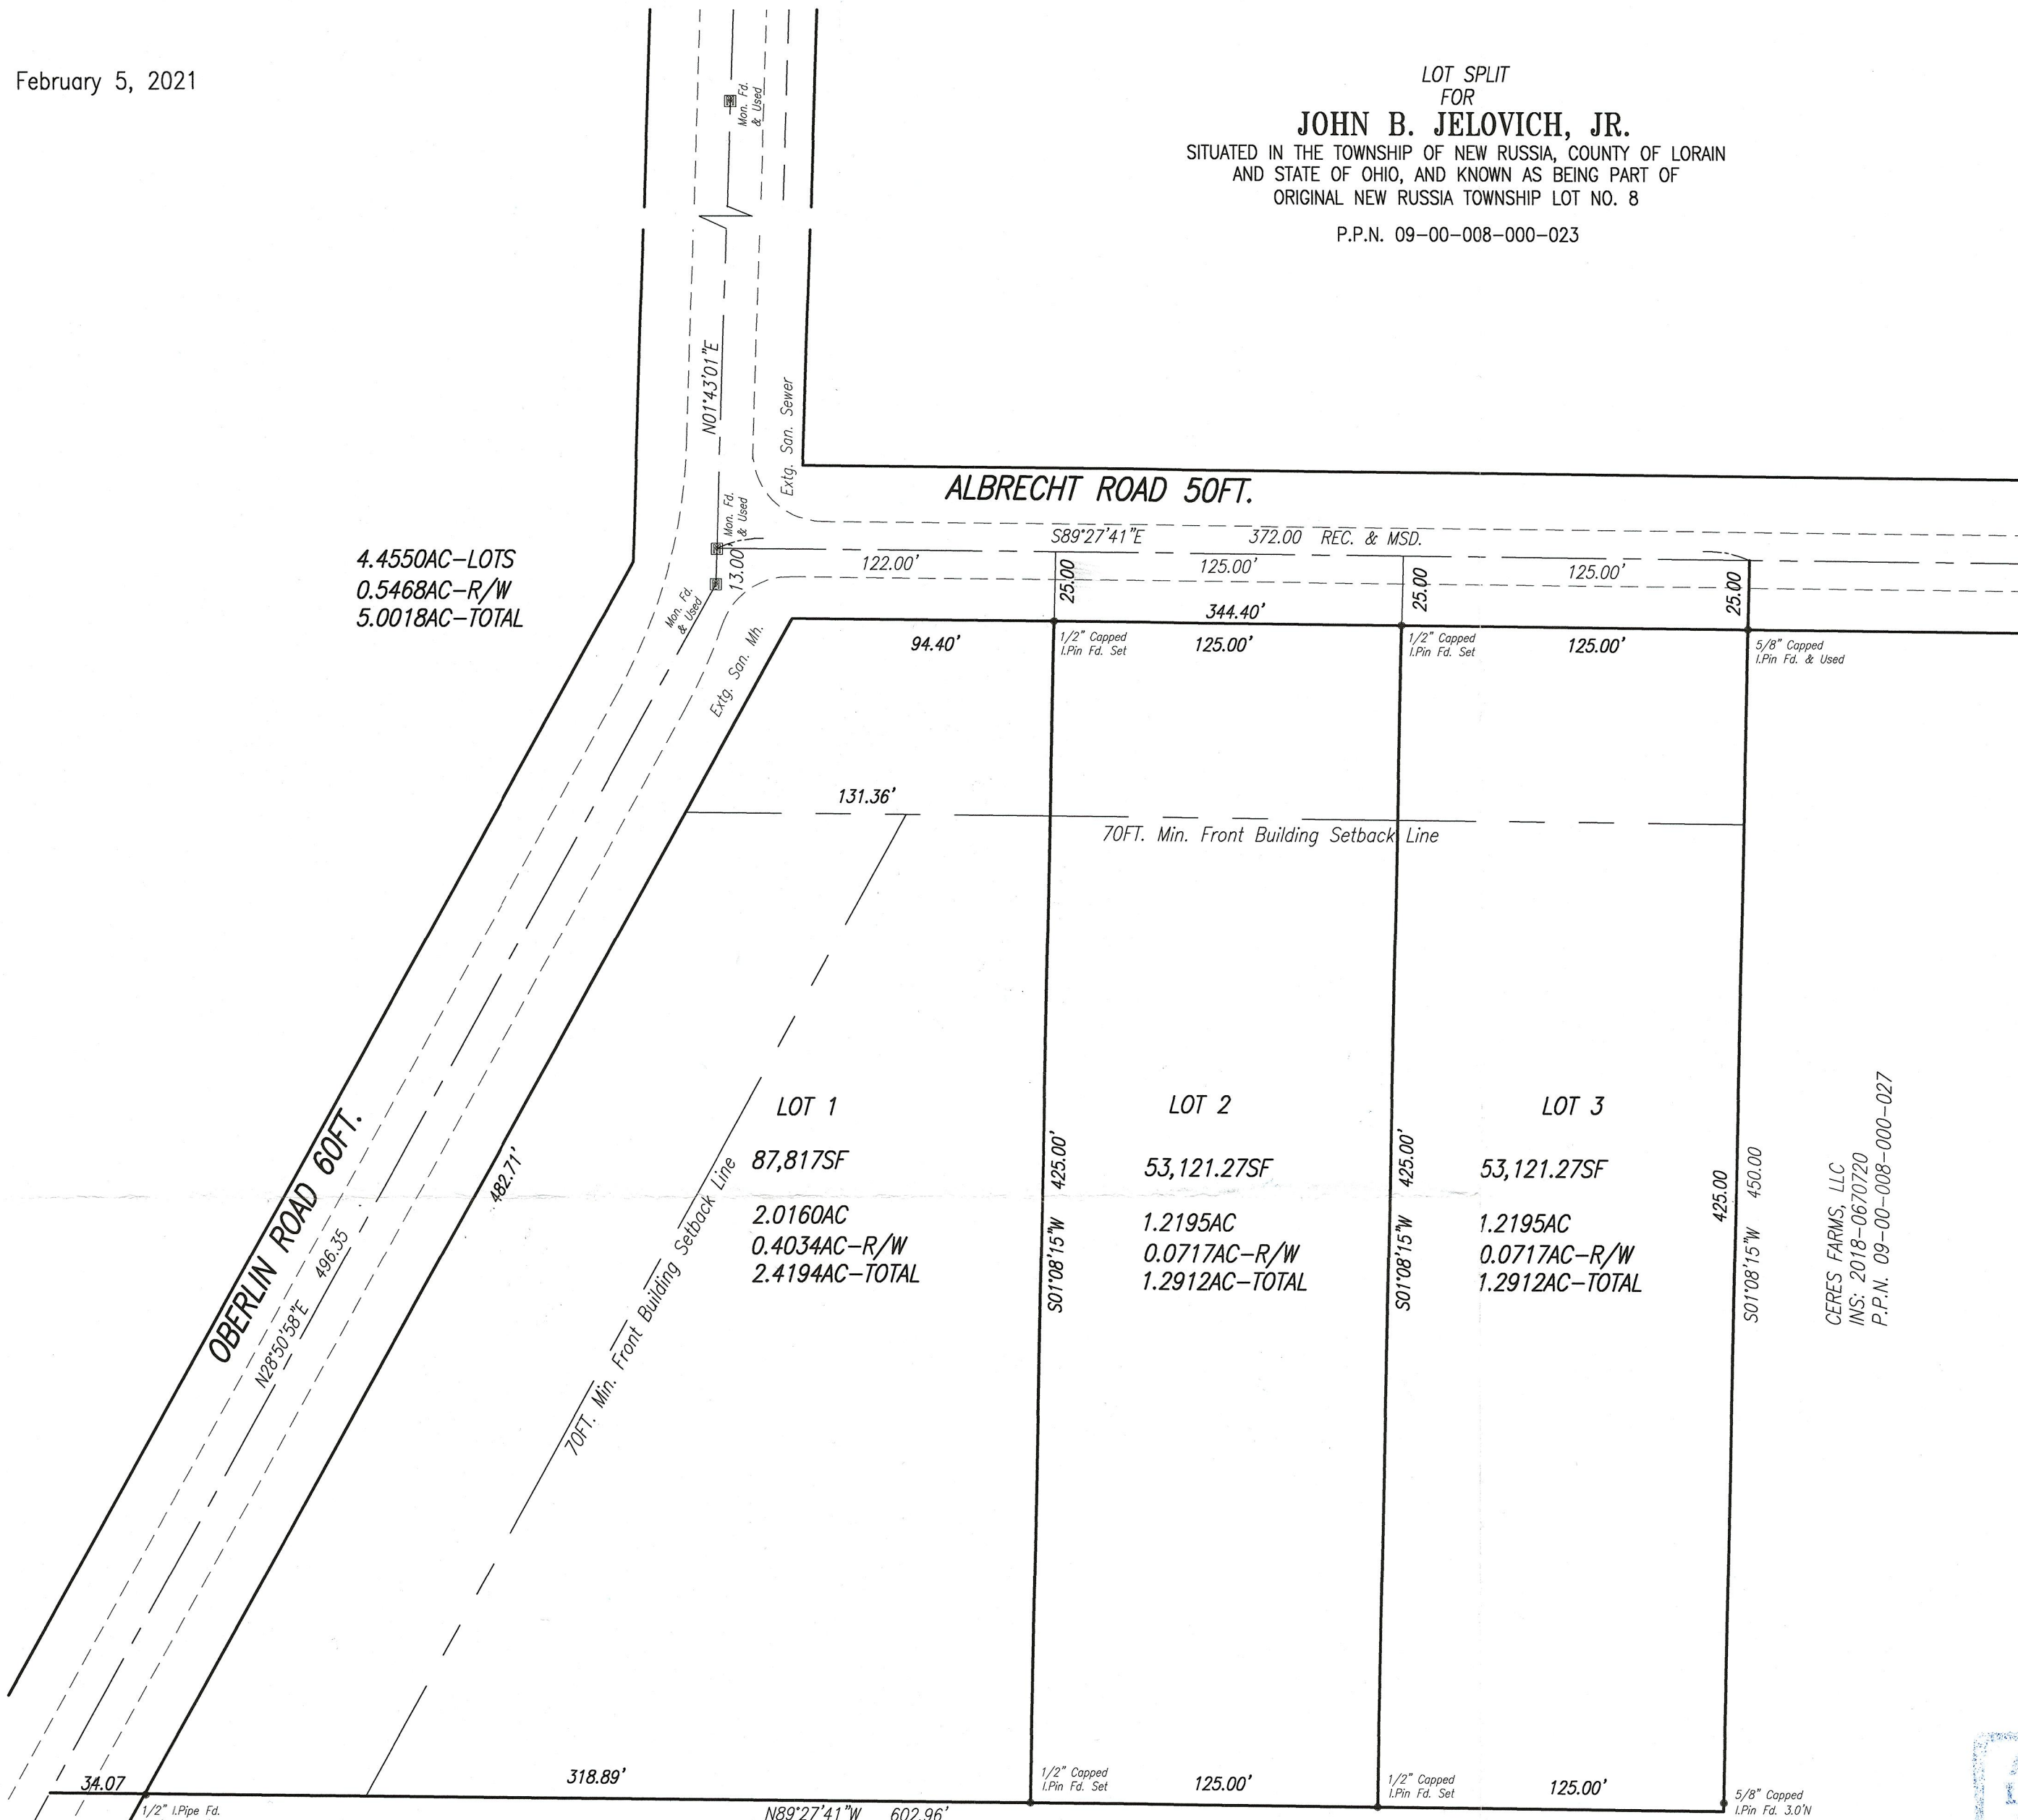 February 5, 2021
LOT SPLIT
FOR
JOHN B. JELOVICH, JR.
SITUATED IN THE TOWNSHIP OF NEW RUSSIA, COUNTY OF LORAIN
AND STATE OF OHIO, AND KNOWN AS BEING PART OF
ORIGINAL NEW RUSSIA TOWNSHIP LOT NO. 8
P.P.N. 09-00-008-000-023
Mon. Fd.
& Used
N01°43'01"E
Extg. San. Sewer
ALBRECHT ROAD 50FT.
Mon. Fd.
& Used
S89°27'41"E 372.00 REC. & MSD.
13.00'
122.00'
125.00'
125.00'
4.4550AC-LOTS
0.5468AC-R/W
5.0018AC-TOTAL
Mon. Fd.
& Used
Extg. San. Mh.
25.00
25.00
25.00
344.40'
94.40'
1/2" Capped
I.Pin Fd. Set
125.00'
1/2" Capped
I.Pin Fd. Set
125.00'
5/8" Capped
I.Pin Fd. & Used
131.36'
70FT. Min. Front Building Setback Line
LOT 1
87,817SF
2.0160AC
0.4034AC-R/W
2.4194AC-TOTAL
LOT 2
53,121.27SF
1.2195AC
0.0717AC-R/W
1.2912AC-TOTAL
LOT 3
53,121.27SF
1.2195AC
0.0717AC-R/W
1.2912AC-TOTAL
OBERLIN ROAD 60FT.
N28°50'58"E 496.35
482.71'
70FT. Min. Front Building Setback Line
S01°08'15"W 425.00'
S01°08'15"W 425.00'
425.00
S01°08'15"W 450.00
CERES FARMS, LLC
INS: 2018-0670720
P.P.N. 09-00-008-000-027
34.07
1/2" I.Pipe Fd.
318.89'
1/2" Capped
I.Pin Fd. Set
125.00'
1/2" Capped
I.Pin Fd. Set
125.00'
5/8" Capped
I.Pin Fd. 3.0'N
N89°27'41"W 602.96'